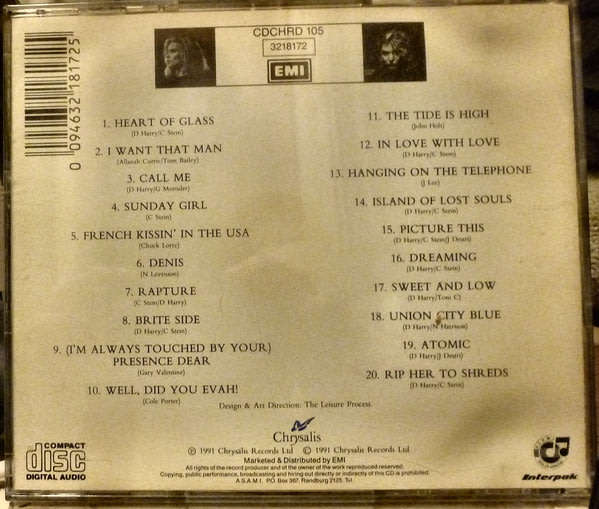 CDCHRD 105
3218172
EMI
0 094632 181725
1. HEART OF GLASS
(D Harry/C Stein)
2. I WANT THAT MAN
(Allanah Currie/Tom Bailey)
3. CALL ME
(D Harry/G Moroder)
4. SUNDAY GIRL
(C Stein)
5. FRENCH KISSIN' IN THE USA
(Chuck Lorre)
6. DENIS
(N Levenson)
7. RAPTURE
(C Stein/D Harry)
8. BRITE SIDE
(D Harry/C Stein)
9. (I'M ALWAYS TOUCHED BY YOUR)
PRESENCE DEAR
(Gary Valentine)
10. WELL, DID YOU EVAH!
(Cole Porter)
11. THE TIDE IS HIGH
(John Holt)
12. IN LOVE WITH LOVE
(D Harry/C Stein)
13. HANGING ON THE TELEPHONE
(J Lee)
14. ISLAND OF LOST SOULS
(D Harry/C Stein)
15. PICTURE THIS
(D Harry/C Stein/J Destri)
16. DREAMING
(D Harry/C Stein)
17. SWEET AND LOW
(D Harry/Toni C)
18. UNION CITY BLUE
(D Harry/N Harrison)
19. ATOMIC
(D Harry/J Destri)
20. RIP HER TO SHREDS
(D Harry/C Stein)
Design & Art Direction: The Leisure Process
Chrysalis
℗ 1991 Chrysalis Records Ltd © 1991 Chrysalis Records Ltd
Marketed & Distributed by EMI
All rights of the record producer and of the owner of the work reproduced reserved.
Copying, public performance, broadcasting and hiring out directly or indirectly of this CD is prohibited.
A.S.A.M.I. P.O. Box 367, Randburg 2125. Tvl
COMPACT
disc
DIGITAL AUDIO
Interpak